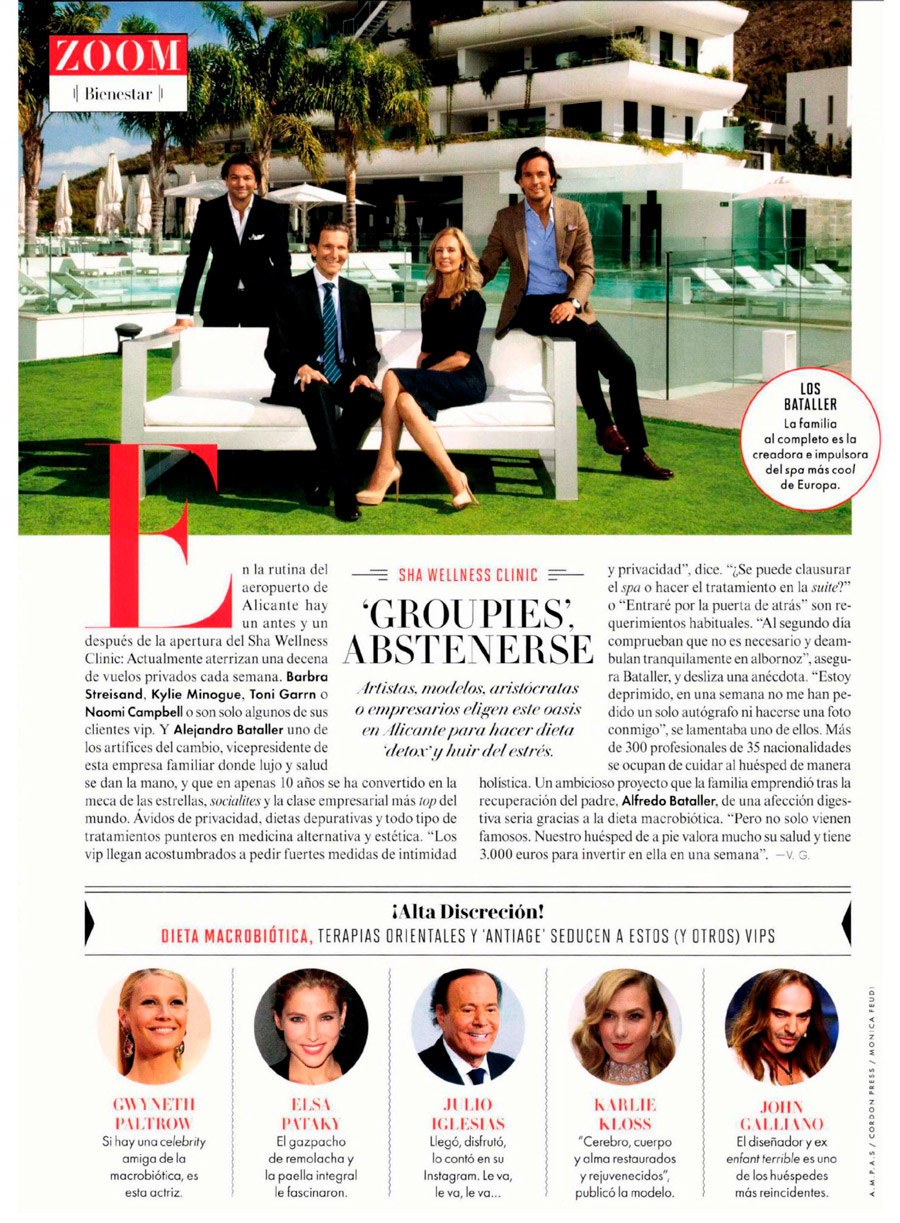 ZOOM
Bienestar
LOS
BATALLER
La familia
al completo es la
creadora e impulsora
del spa más cool
de Europa.
En la rutina del
aeropuerto de
Alicante hay
un antes y un
después de la apertura del Sha Wellness
Clinic: Actualmente aterrizan una decena
de vuelos privados cada semana. Barbra
Streisand, Kylie Minogue, Toni Garrn o
Naomi Campbell o son solo algunos de sus
clientes vip. Y Alejandro Bataller uno de
los artífices del cambio, vicepresidente de
esta empresa familiar donde lujo y salud
se dan la mano, y que en apenas 10 años se ha convertido en la
meca de las estrellas, socialites y la clase empresarial más top del
mundo. Ávidos de privacidad, dietas depurativas y todo tipo de
tratamientos punteros en medicina alternativa y estética. “Los
vip llegan acostumbrados a pedir fuertes medidas de intimidad
SHA WELLNESS CLINIC
‘GROUPIES’,
ABSTENERSE
Artistas, modelos, aristócratas
o empresarios eligen este oasis
en Alicante para hacer dieta
‘detox’ y huir del estrés.
y privacidad”, dice. “¿Se puede clausurar
el spa o hacer el tratamiento en la suite?”
o “Entraré por la puerta de atrás” son re-
querimientos habituales. “Al segundo día
comprueban que no es necesario y deam-
bulan tranquilamente en albornoz”, asegu-
ra Bataller, y desliza una anécdota. “Estoy
deprimido, en una semana no me han pe-
dido un solo autógrafo ni hacerse una foto
conmigo”, se lamentaba uno de ellos. Más
de 300 profesionales de 35 nacionalidades
se ocupan de cuidar al huésped de manera
holística. Un ambicioso proyecto que la familia emprendió tras la
recuperación del padre, Alfredo Bataller, de una afección diges-
tiva seria gracias a la dieta macrobiótica. “Pero no solo vienen
famosos. Nuestro huésped de a pie valora mucho su salud y tiene
3.000 euros para invertir en ella en una semana”. —V. G.
¡Alta Discreción!
DIETA MACROBIÓTICA, TERAPIAS ORIENTALES Y ‘ANTIAGE’ SEDUCEN A ESTOS (Y OTROS) VIPS
GWYNETH
PALTROW
Si hay una celebrity
amiga de la
macrobiótica, es
esta actriz.
ELSA
PATAKY
El gazpacho
de remolacha y
la paella integral
le fascinaron.
JULIO
IGLESIAS
Llegó, disfrutó,
lo contó en su
Instagram. Le va,
le va, le va...
KARLIE
KLOSS
“Cerebro, cuerpo
y alma restaurados
y rejuvenecidos”,
publicó la modelo.
JOHN
GALLIANO
El diseñador y ex
enfant terrible es uno
de los huéspedes
más reincidentes.
A.M.P.A.S / CORDON PRESS / MONICA FEUDI